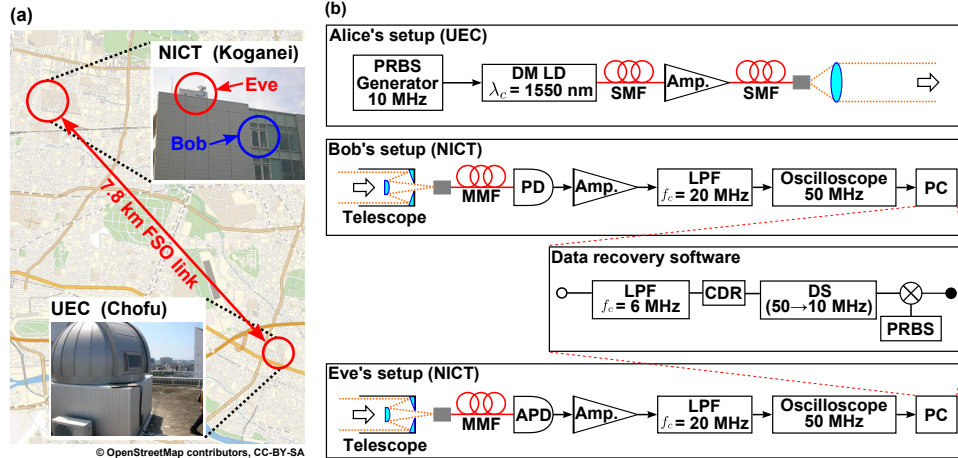 (a)
NICT (Koganei)
Eve
Bob
7.8 km FSO link
UEC (Chofu)
© OpenStreetMap contributors, CC-BY-SA
(b)
Alice's setup (UEC)
PRBS
Generator
10 MHz
DM LD
λc = 1550 nm
SMF
Amp.
SMF
Bob's setup (NICT)
Telescope
MMF
PD
Amp.
LPF
fc = 20 MHz
Oscilloscope
50 MHz
PC
Data recovery software
LPF
fc = 6 MHz
CDR
DS
(50→10 MHz)
PRBS
Eve's setup (NICT)
Telescope
MMF
APD
Amp.
LPF
fc = 20 MHz
Oscilloscope
50 MHz
PC